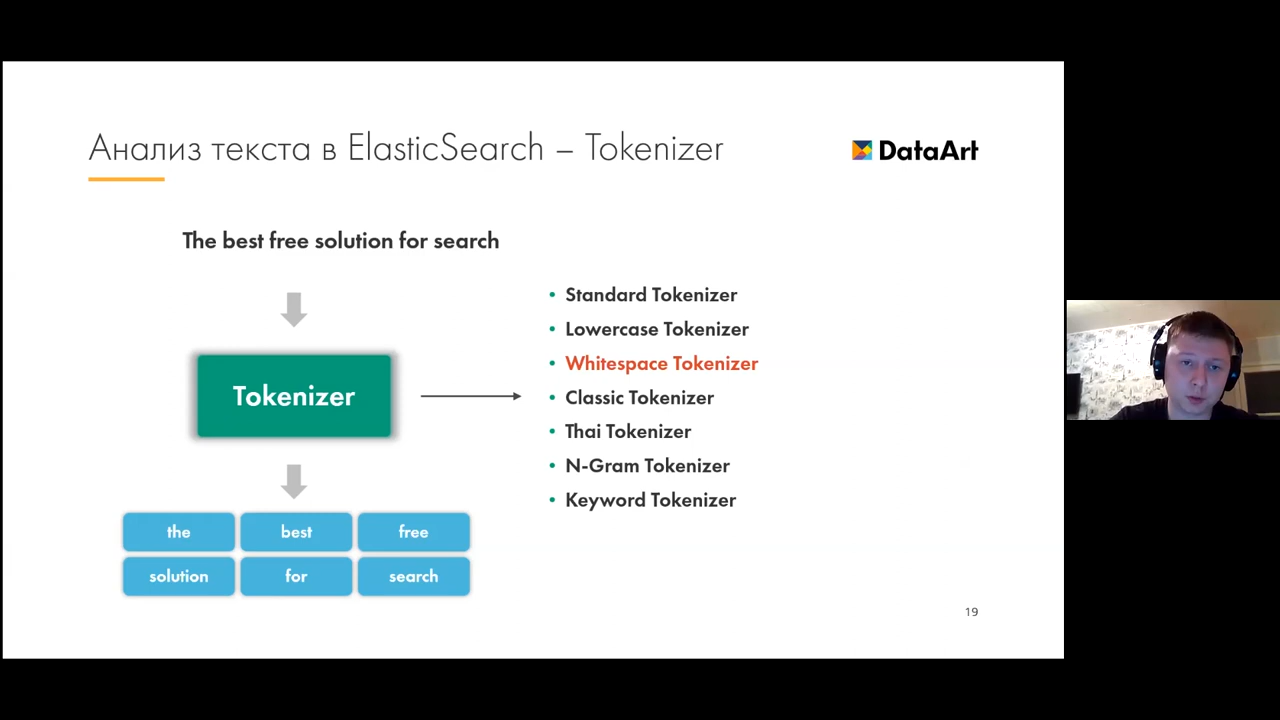 Анализ текста в ElasticSearch – Tokenizer
DataArt
The best free solution for search
Tokenizer
• Standard Tokenizer
• Lowercase Tokenizer
• Whitespace Tokenizer
• Classic Tokenizer
• Thai Tokenizer
• N-Gram Tokenizer
• Keyword Tokenizer
the best free
solution for search
19